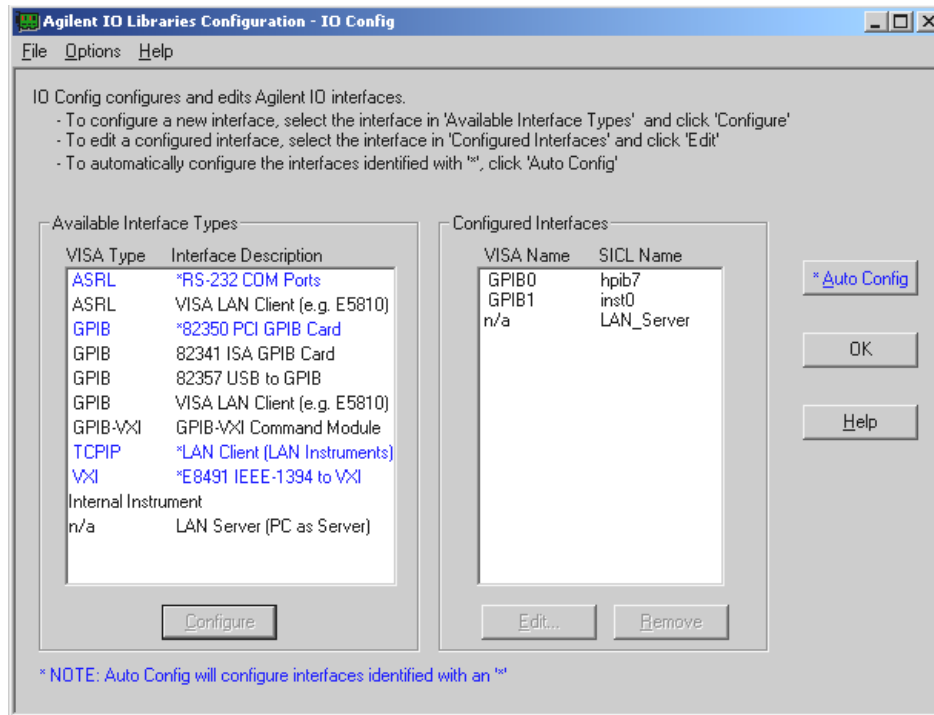 Agilent IO Libraries Configuration - IO Config
File Options Help
IO Config configures and edits Agilent IO interfaces.
- To configure a new interface, select the interface in 'Available Interface Types' and click 'Configure'
- To edit a configured interface, select the interface in 'Configured Interfaces' and click 'Edit'
- To automatically configure the interfaces identified with '*', click 'Auto Config'
Available Interface Types
VISA Type Interface Description
ASRL *RS-232 COM Ports
ASRL VISA LAN Client (e.g. E5810)
GPIB *82350 PCI GPIB Card
GPIB 82341 ISA GPIB Card
GPIB 82357 USB to GPIB
GPIB VISA LAN Client (e.g. E5810)
GPIB-VXI GPIB-VXI Command Module
TCPIP *LAN Client (LAN Instruments)
VXI *E8491 IEEE-1394 to VXI
Internal Instrument
n/a LAN Server (PC as Server)
Configure
Configured Interfaces
VISA Name SICL Name
GPIB0 hpib7
GPIB1 inst0
n/a LAN_Server
Edit... Remove
* Auto Config
OK
Help
* NOTE: Auto Config will configure interfaces identified with an '*'